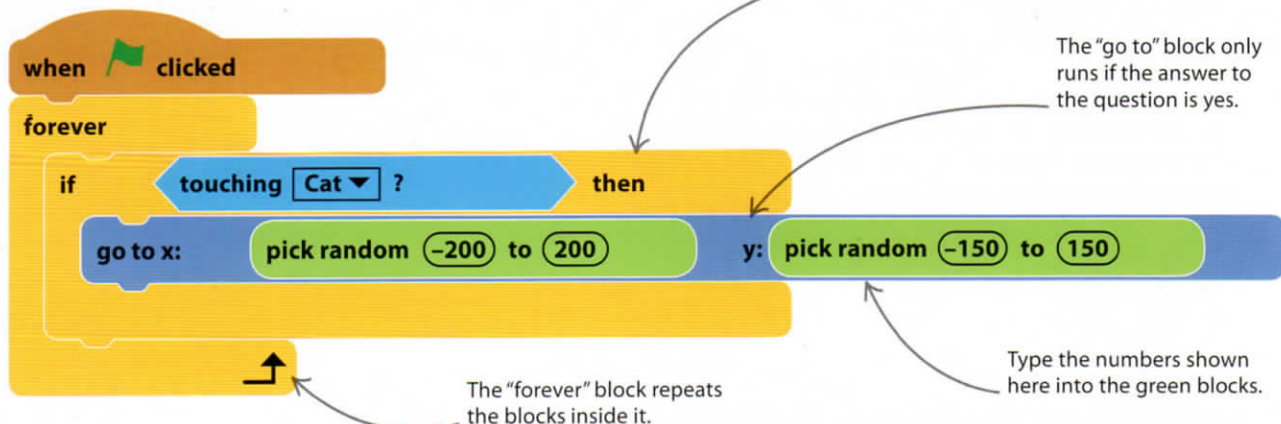 when clicked
The "go to" block only
runs if the answer to
the question is yes.
forever
if touching Cat ? then
go to x: pick random –200 to 200 y: pick random –150 to 150
Type the numbers shown
here into the green blocks.
The "forever" block repeats
the blocks inside it.